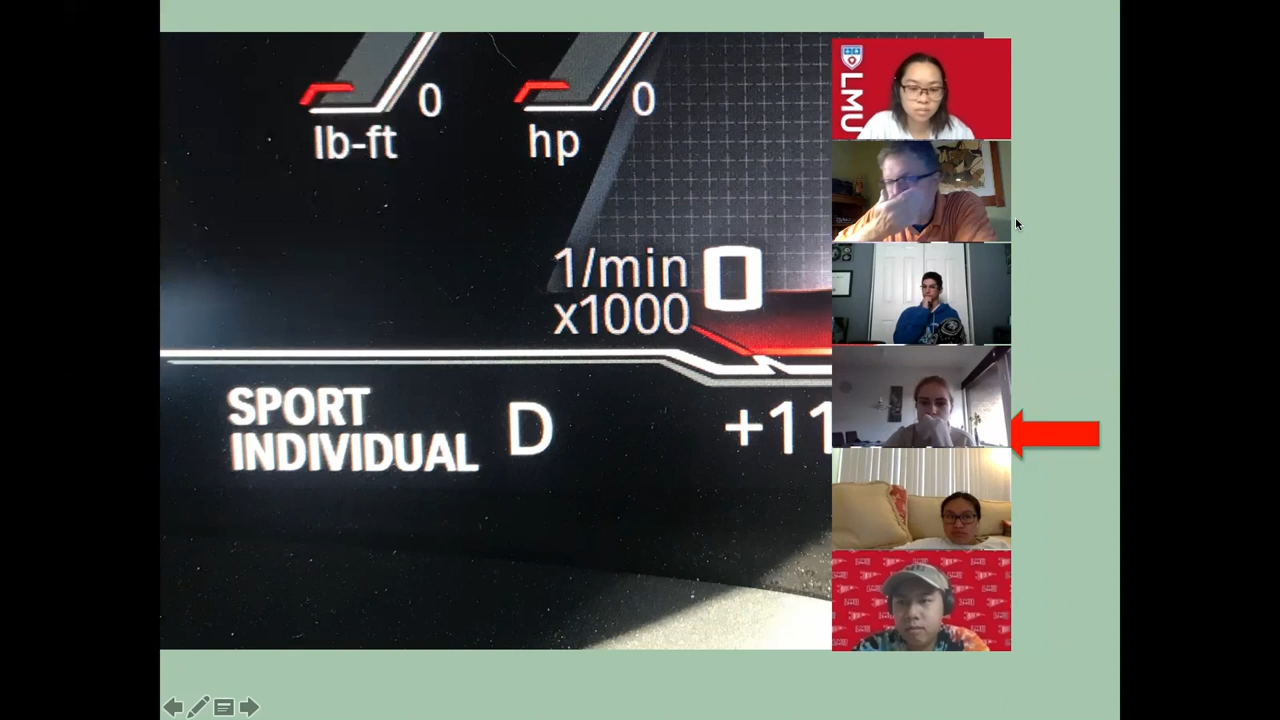 0
lb-ft
0
hp
1/min
x1000
0
SPORT
INDIVIDUAL
D
+11
LMU